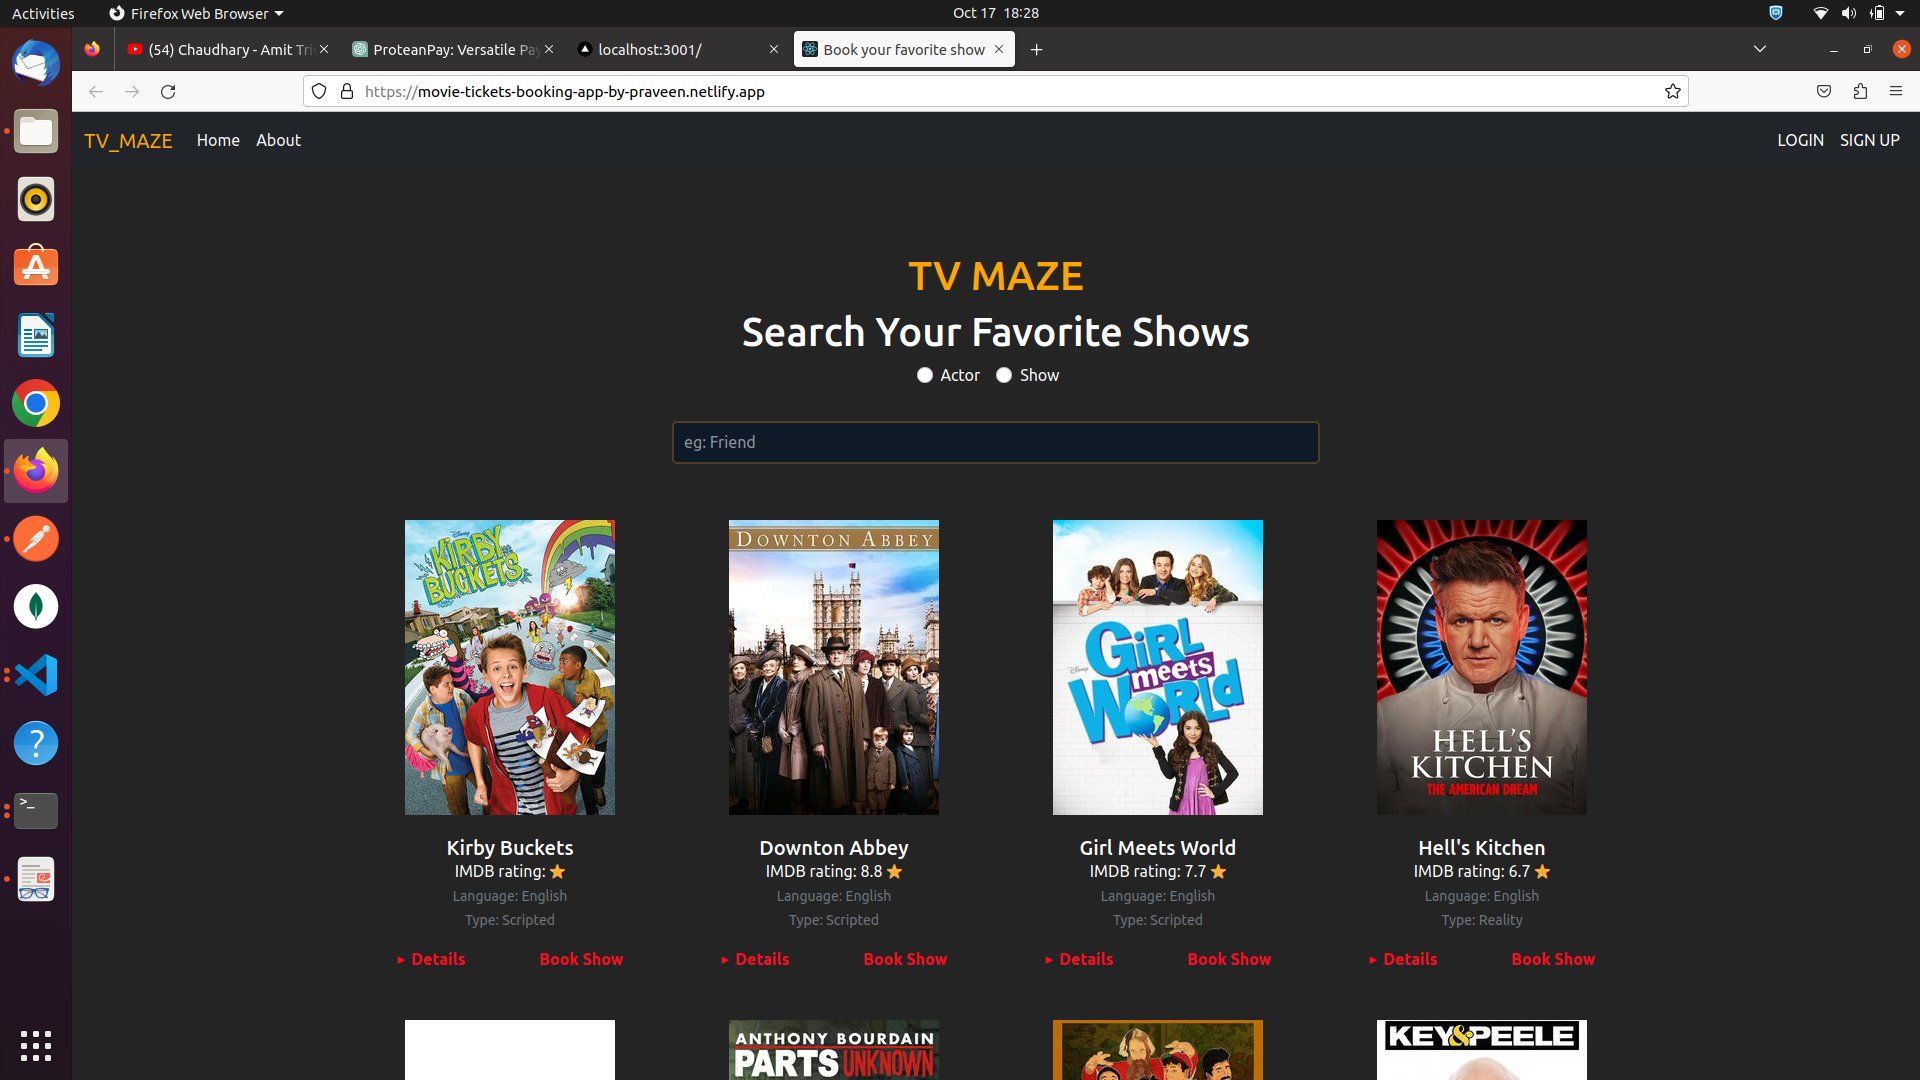 Activities
Firefox Web Browser
Oct 17 18:28
(54) Chaudhary - Amit Tri
ProteanPay: Versatile Pay
localhost:3001/
Book your favorite show
https://movie-tickets-booking-app-by-praveen.netlify.app
TV_MAZE
Home
About
LOGIN
SIGN UP
TV MAZE
Search Your Favorite Shows
Actor
Show
eg: Friend
Disney
KIRBY
BUCKETS
DOWNTON ABBEY
Disney
GIRL
meets
WORLD
HELL'S
KITCHEN
THE AMERICAN DREAM
Kirby Buckets
IMDB rating: ⭐
Language: English
Type: Scripted
▸ Details
Book Show
Downton Abbey
IMDB rating: 8.8 ⭐
Language: English
Type: Scripted
▸ Details
Book Show
Girl Meets World
IMDB rating: 7.7 ⭐
Language: English
Type: Scripted
▸ Details
Book Show
Hell's Kitchen
IMDB rating: 6.7 ⭐
Language: English
Type: Reality
▸ Details
Book Show
ANTHONY BOURDAIN
PARTS UNKNOWN
KEY&PEELE